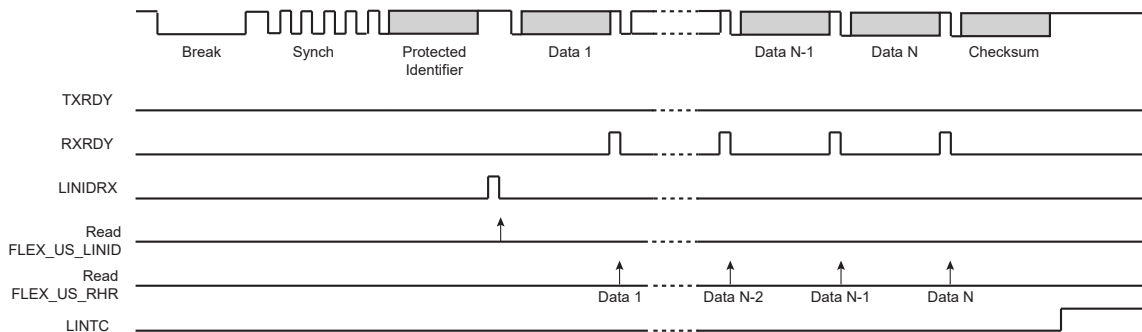 Break
Synch
Protected
Identifier
Data 1
Data N-1
Data N
Checksum
TXRDY
RXRDY
LINIDRX
Read
FLEX_US_LINID
Read
FLEX_US_RHR
Data 1
Data N-2
Data N-1
Data N
LINTC